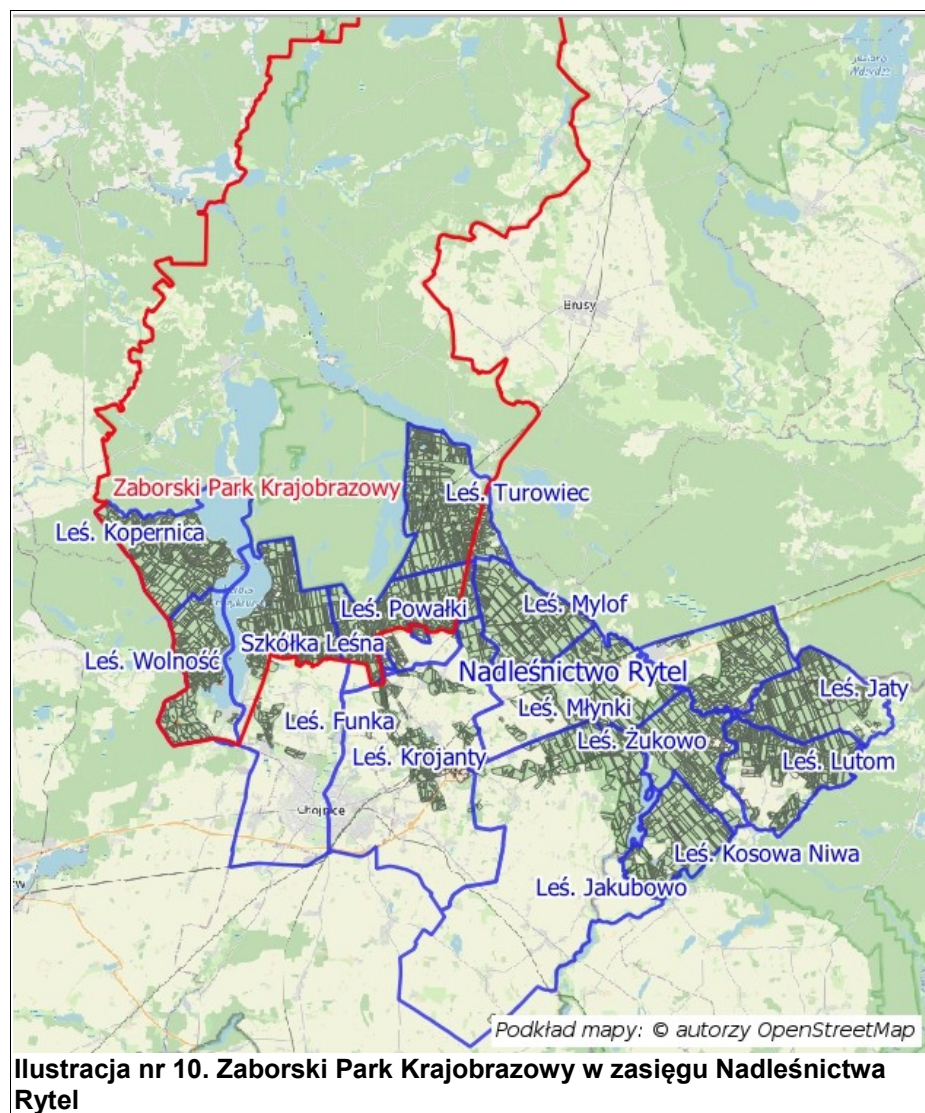 Brusy
Zaborski Park Krajobrazowy
Leś. Turowiec
Leś. Kopernica
Leś. Powałki
Leś. Mylof
Szkółka Leśna
Leś. Wolność
Nadleśnictwo Rytel
Leś. Jaty
Leś. Funka
Leś. Młynki
Leś. Żukowo
Leś. Krojanty
Leś. Lutom
Chojnice
Leś. Kosowa Niwa
Leś. Jakubowo
Podkład mapy: © autorzy OpenStreetMap
Ilustracja nr 10. Zaborski Park Krajobrazowy w zasięgu Nadleśnictwa
Rytel